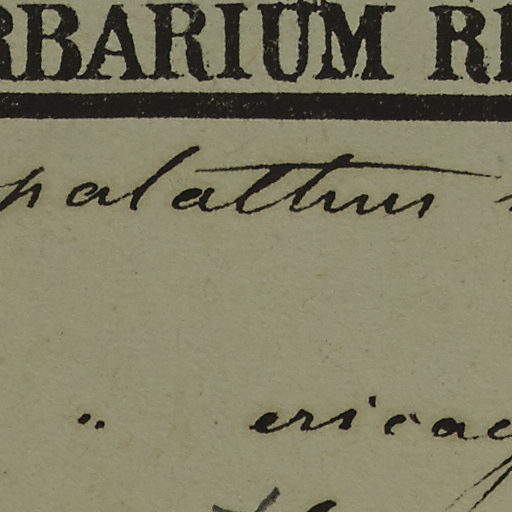 RBARIUM R
palathus
" ericae